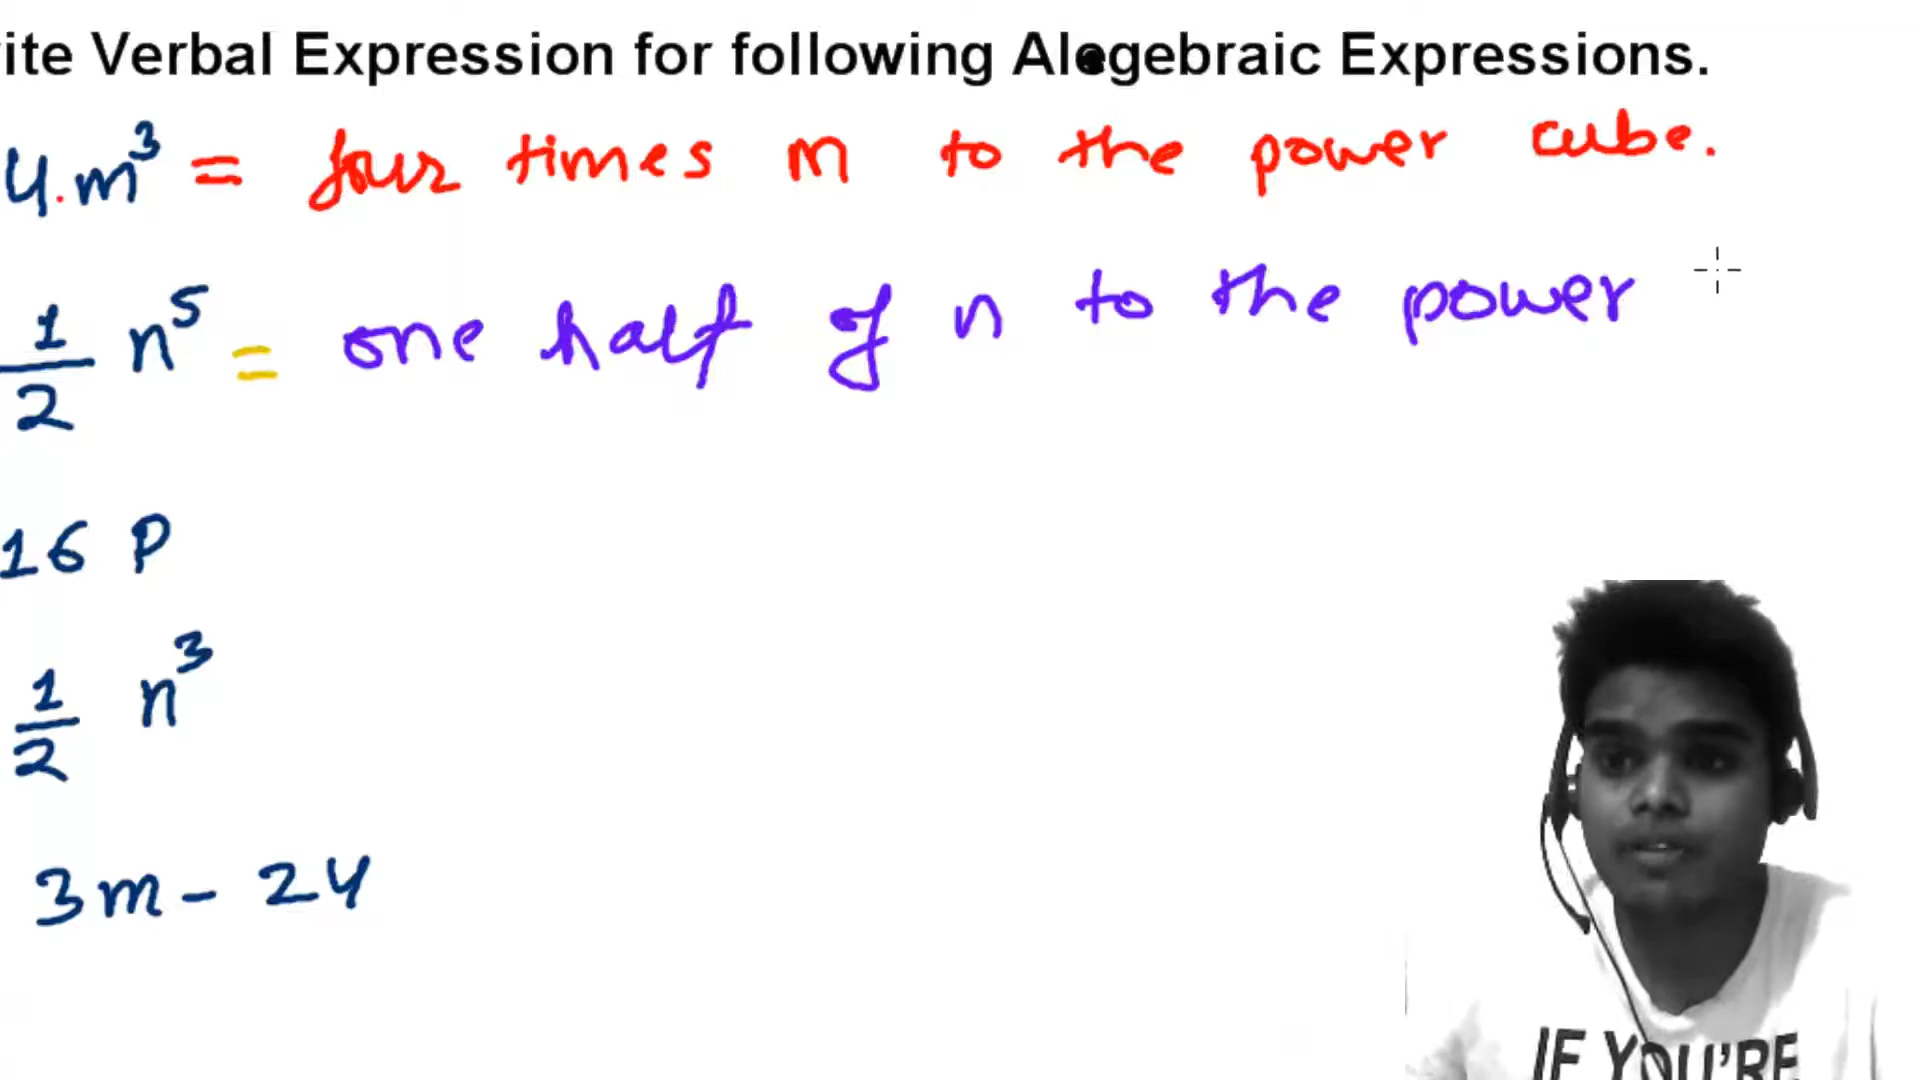 ite Verbal Expression for following Alegebraic Expressions.
4.m³ = four times m to the power cube.
1/2 n⁵ = one half of n to the power
16 P
1/2 n³
3m - 24
IF YOU'RE